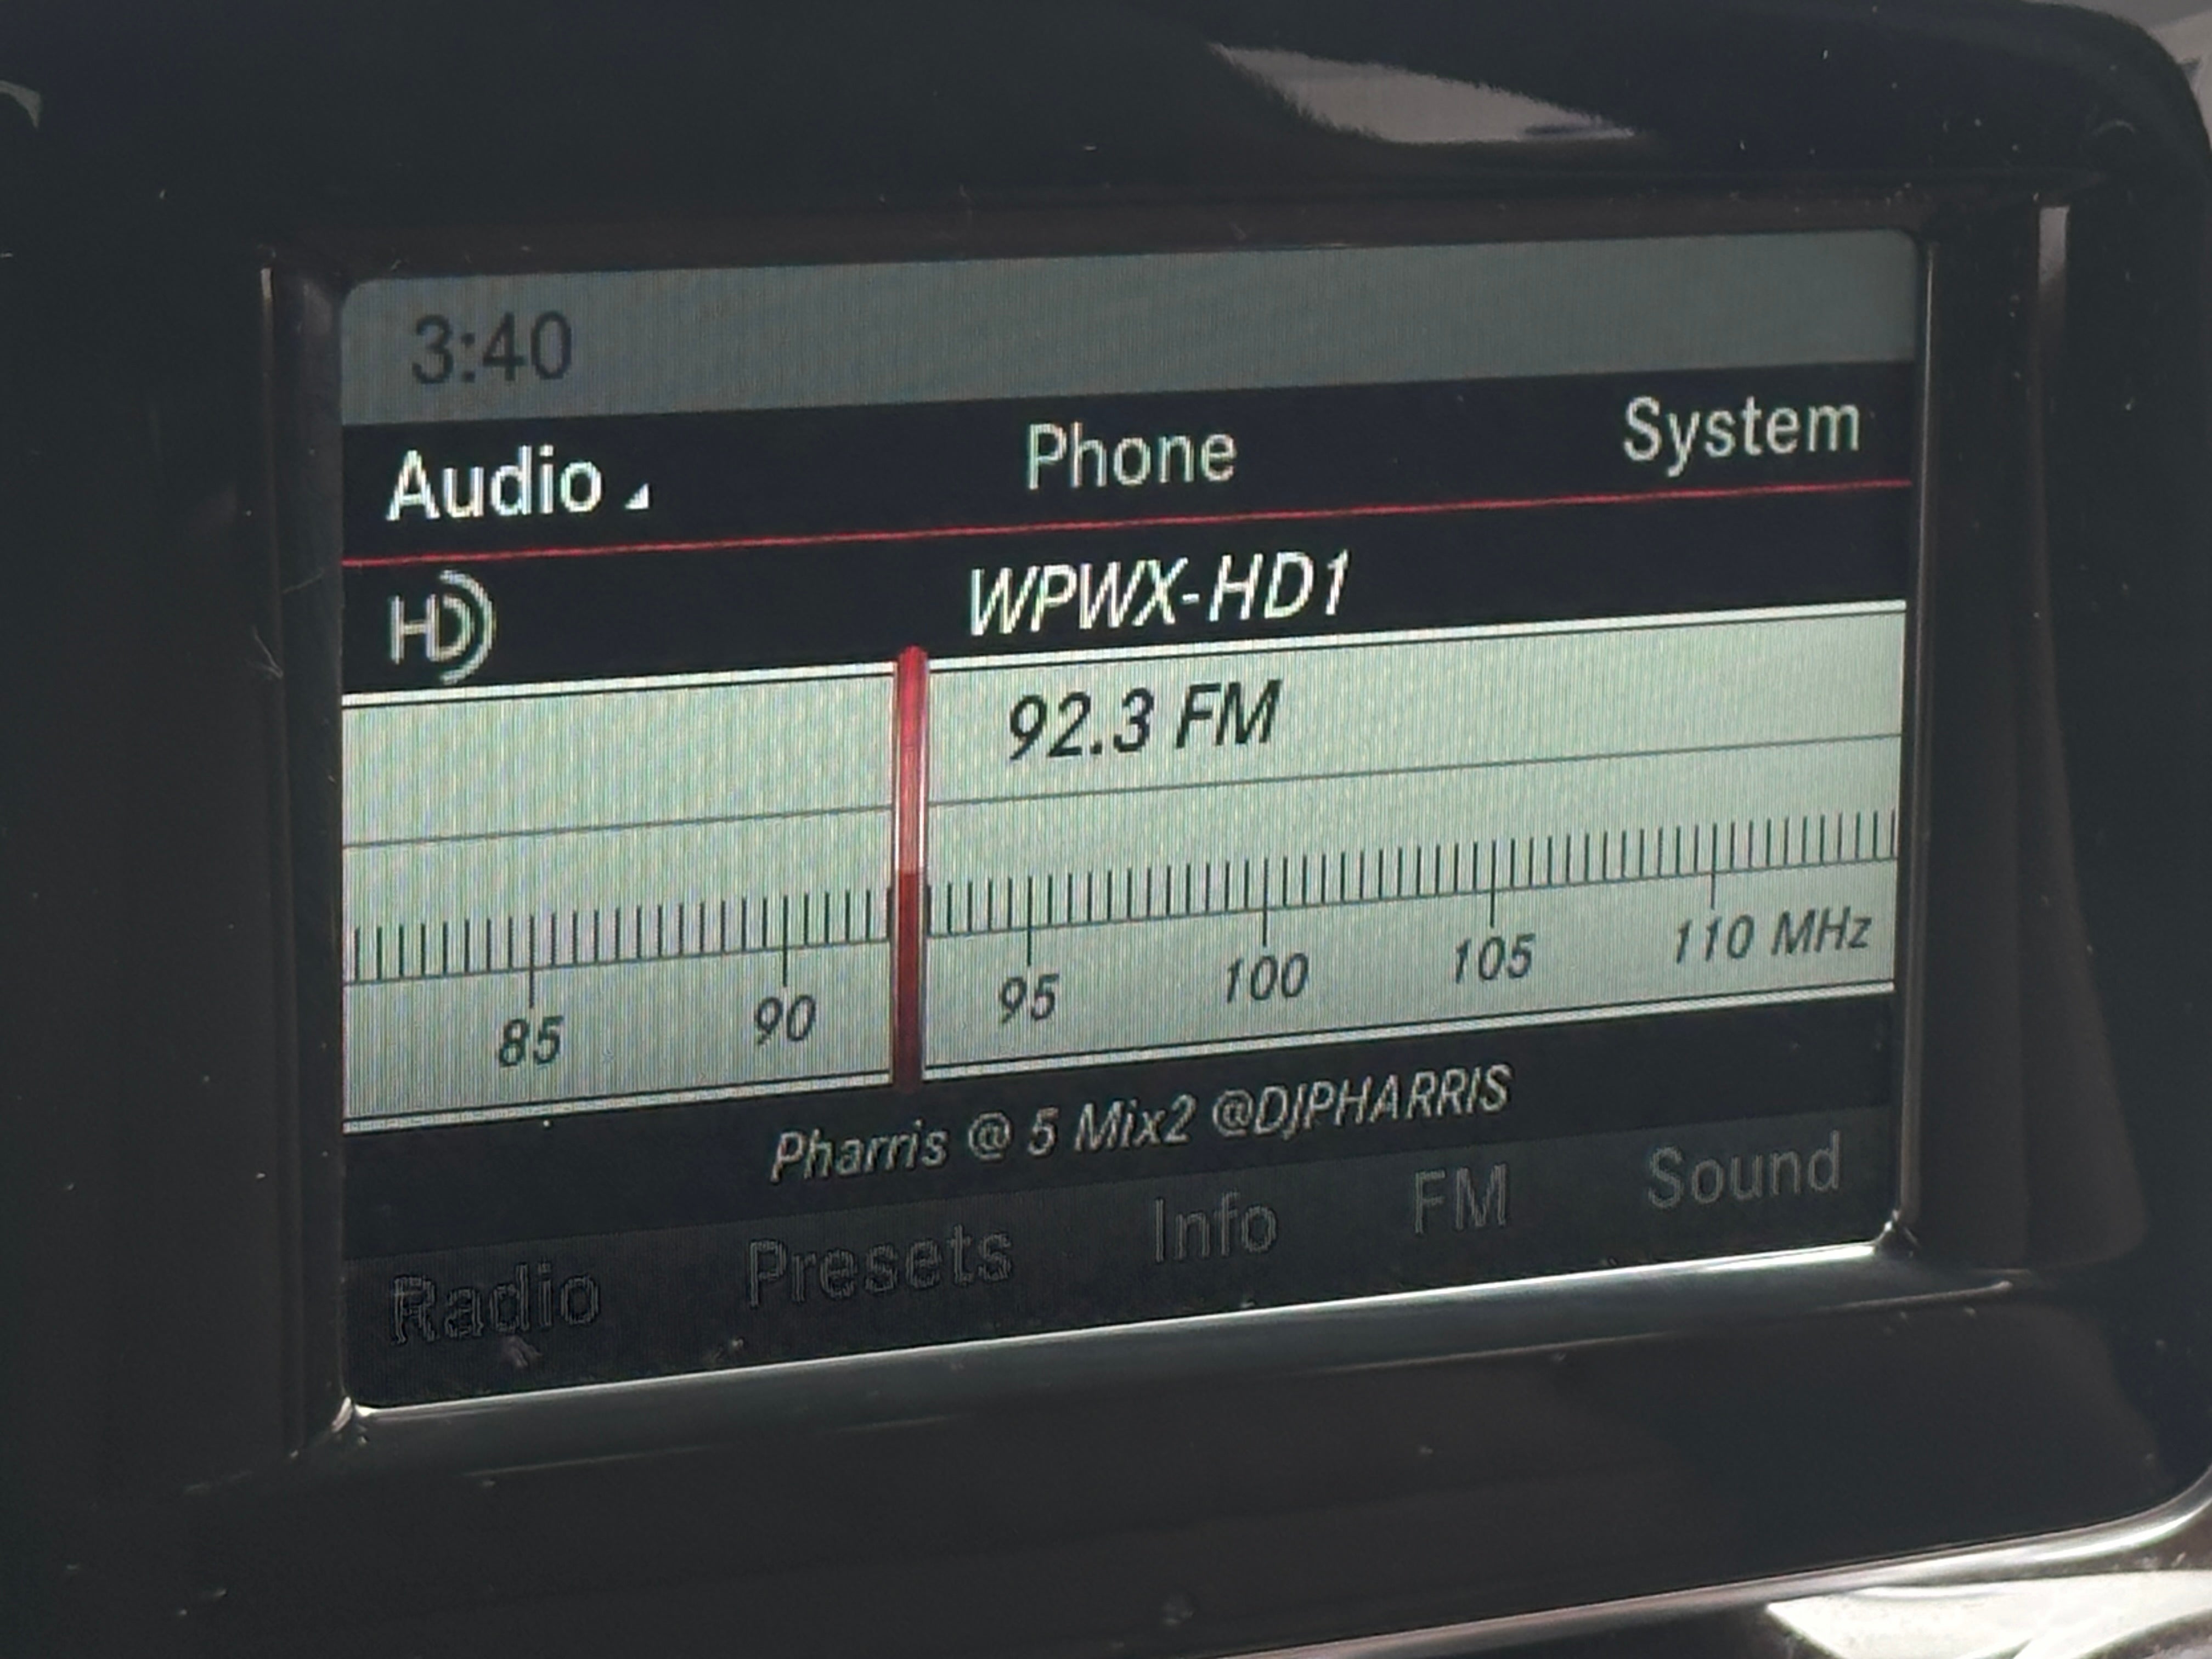 3:40
Audio Phone System
HD WPWX-HD1
92.3 FM
85 90 95 100 105 110 MHz
Pharris @ 5 Mix2 @DJPHARRIS
Radio Presets Info FM Sound